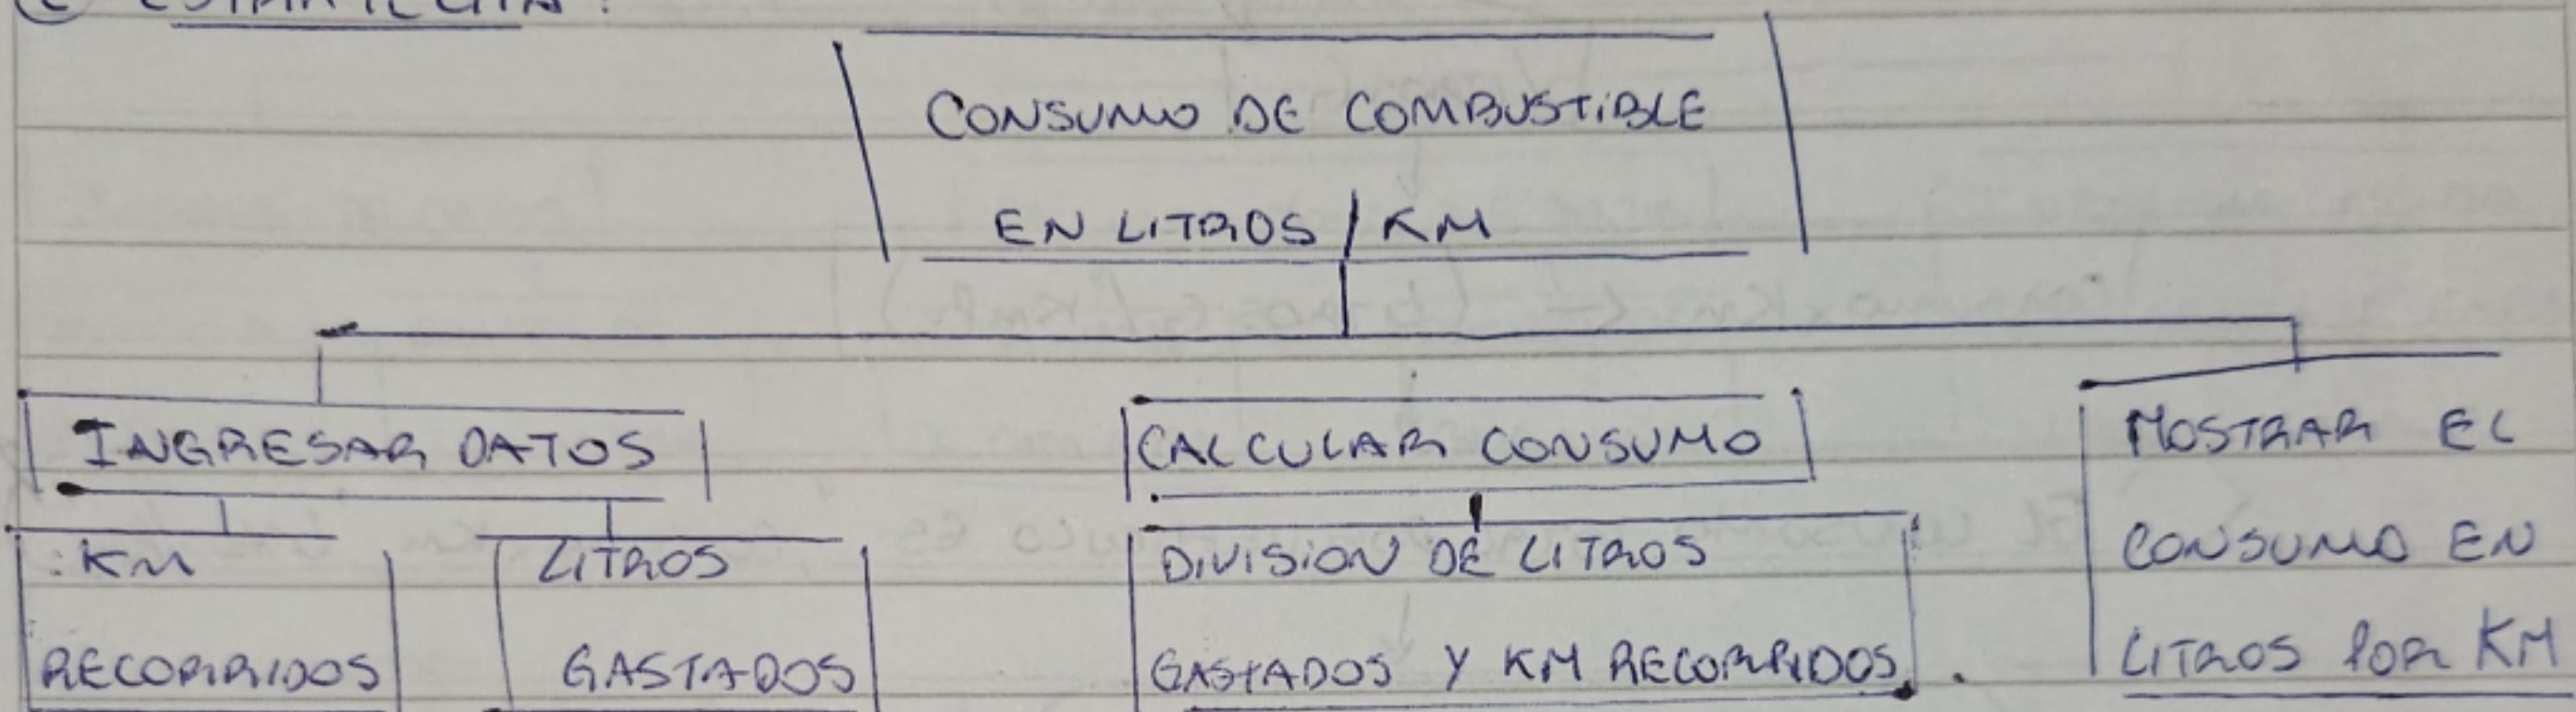 ESTRATEGIA:
CONSUMO DE COMBUSTIBLE
EN LITROS / KM
INGRESAR DATOS
KM
RECORRIDOS
LITROS
GASTADOS
CALCULAR CONSUMO
DIVISION DE LITROS
GASTADOS Y KM RECORRIDOS.
MOSTRAR EL
CONSUMO EN
LITROS POR KM